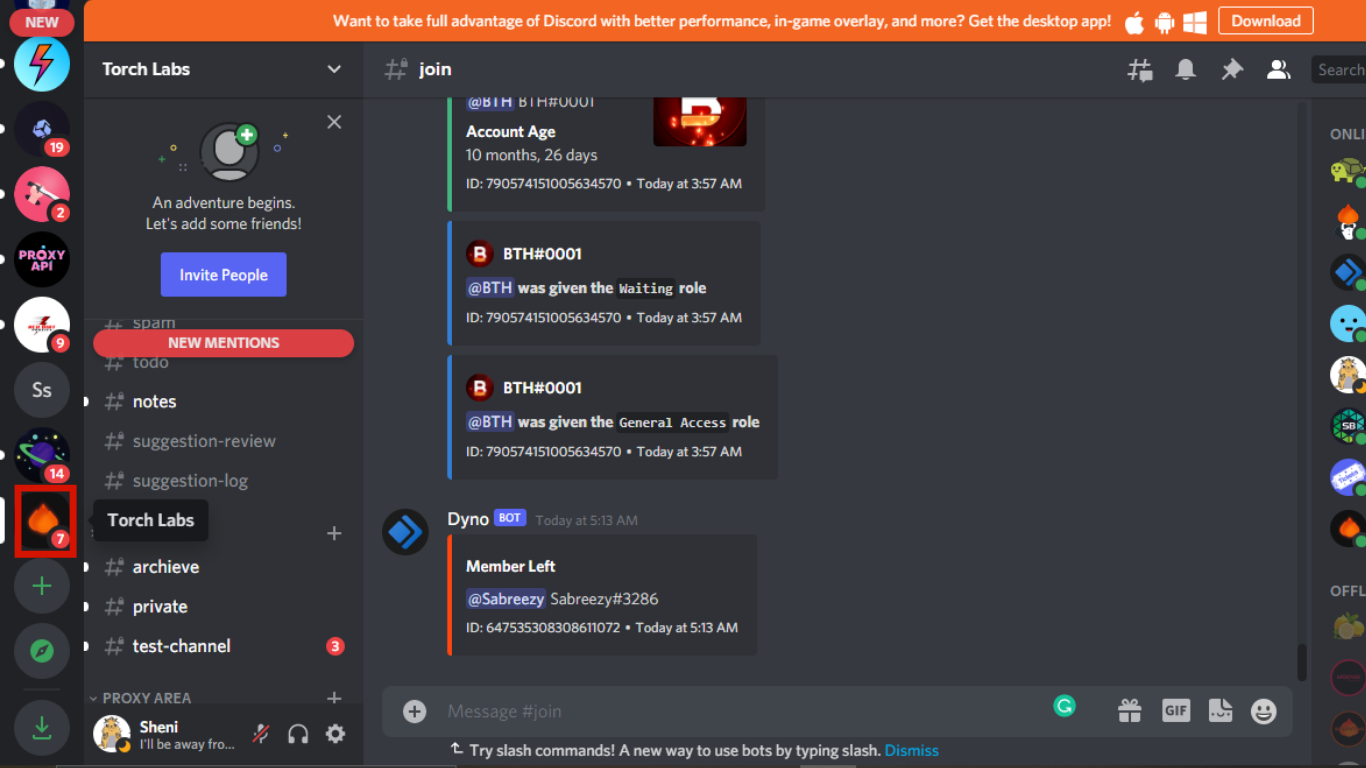 Want to take full advantage of Discord with better performance, in-game overlay, and more? Get the desktop app!
Download
NEW
19
2
PROXY
API
9
Ss
14
7
Torch Labs
Torch Labs
An adventure begins.
Let's add some friends!
Invite People
spam
NEW MENTIONS
todo
notes
suggestion-review
suggestion-log
archieve
private
test-channel
3
PROXY AREA
Sheni
I'll be away fro...
join
Search
@BTH BTH#0001
Account Age
10 months, 26 days
ID: 790574151005634570 • Today at 3:57 AM
B BTH#0001
@BTH was given the Waiting role
ID: 790574151005634570 • Today at 3:57 AM
B BTH#0001
@BTH was given the General Access role
ID: 790574151005634570 • Today at 3:57 AM
Dyno BOT Today at 5:13 AM
Member Left
@Sabreezy Sabreezy#3286
ID: 647535308308611072 • Today at 5:13 AM
Message #join
GIF
Try slash commands! A new way to use bots by typing slash. Dismiss
ONLI
SB
OFFL